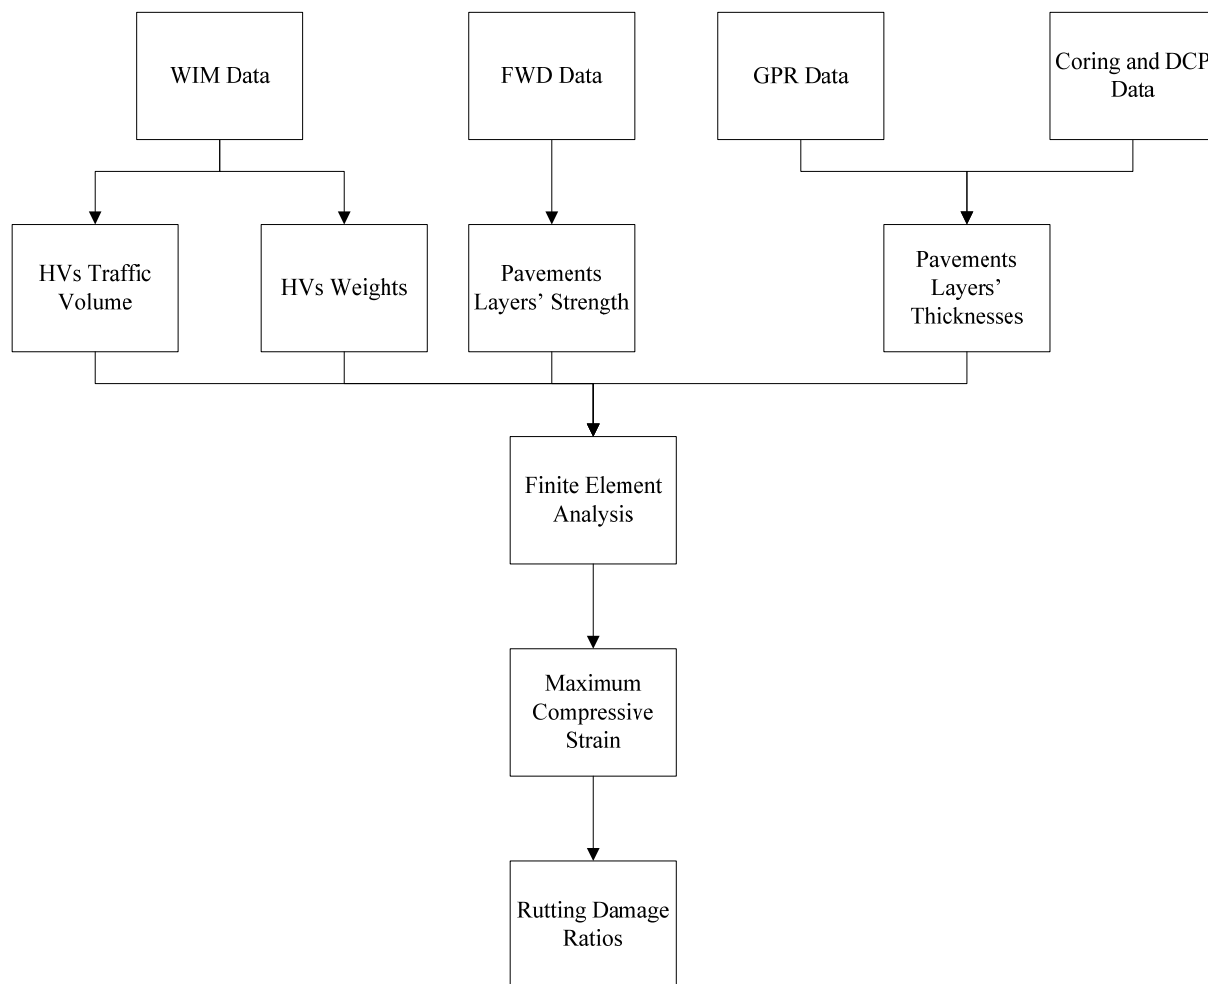 WIM Data
FWD Data
GPR Data
Coring and DCP
Data
HVs Traffic
Volume
HVs Weights
Pavements
Layers’ Strength
Pavements
Layers’
Thicknesses
Finite Element
Analysis
Maximum
Compressive
Strain
Rutting Damage
Ratios